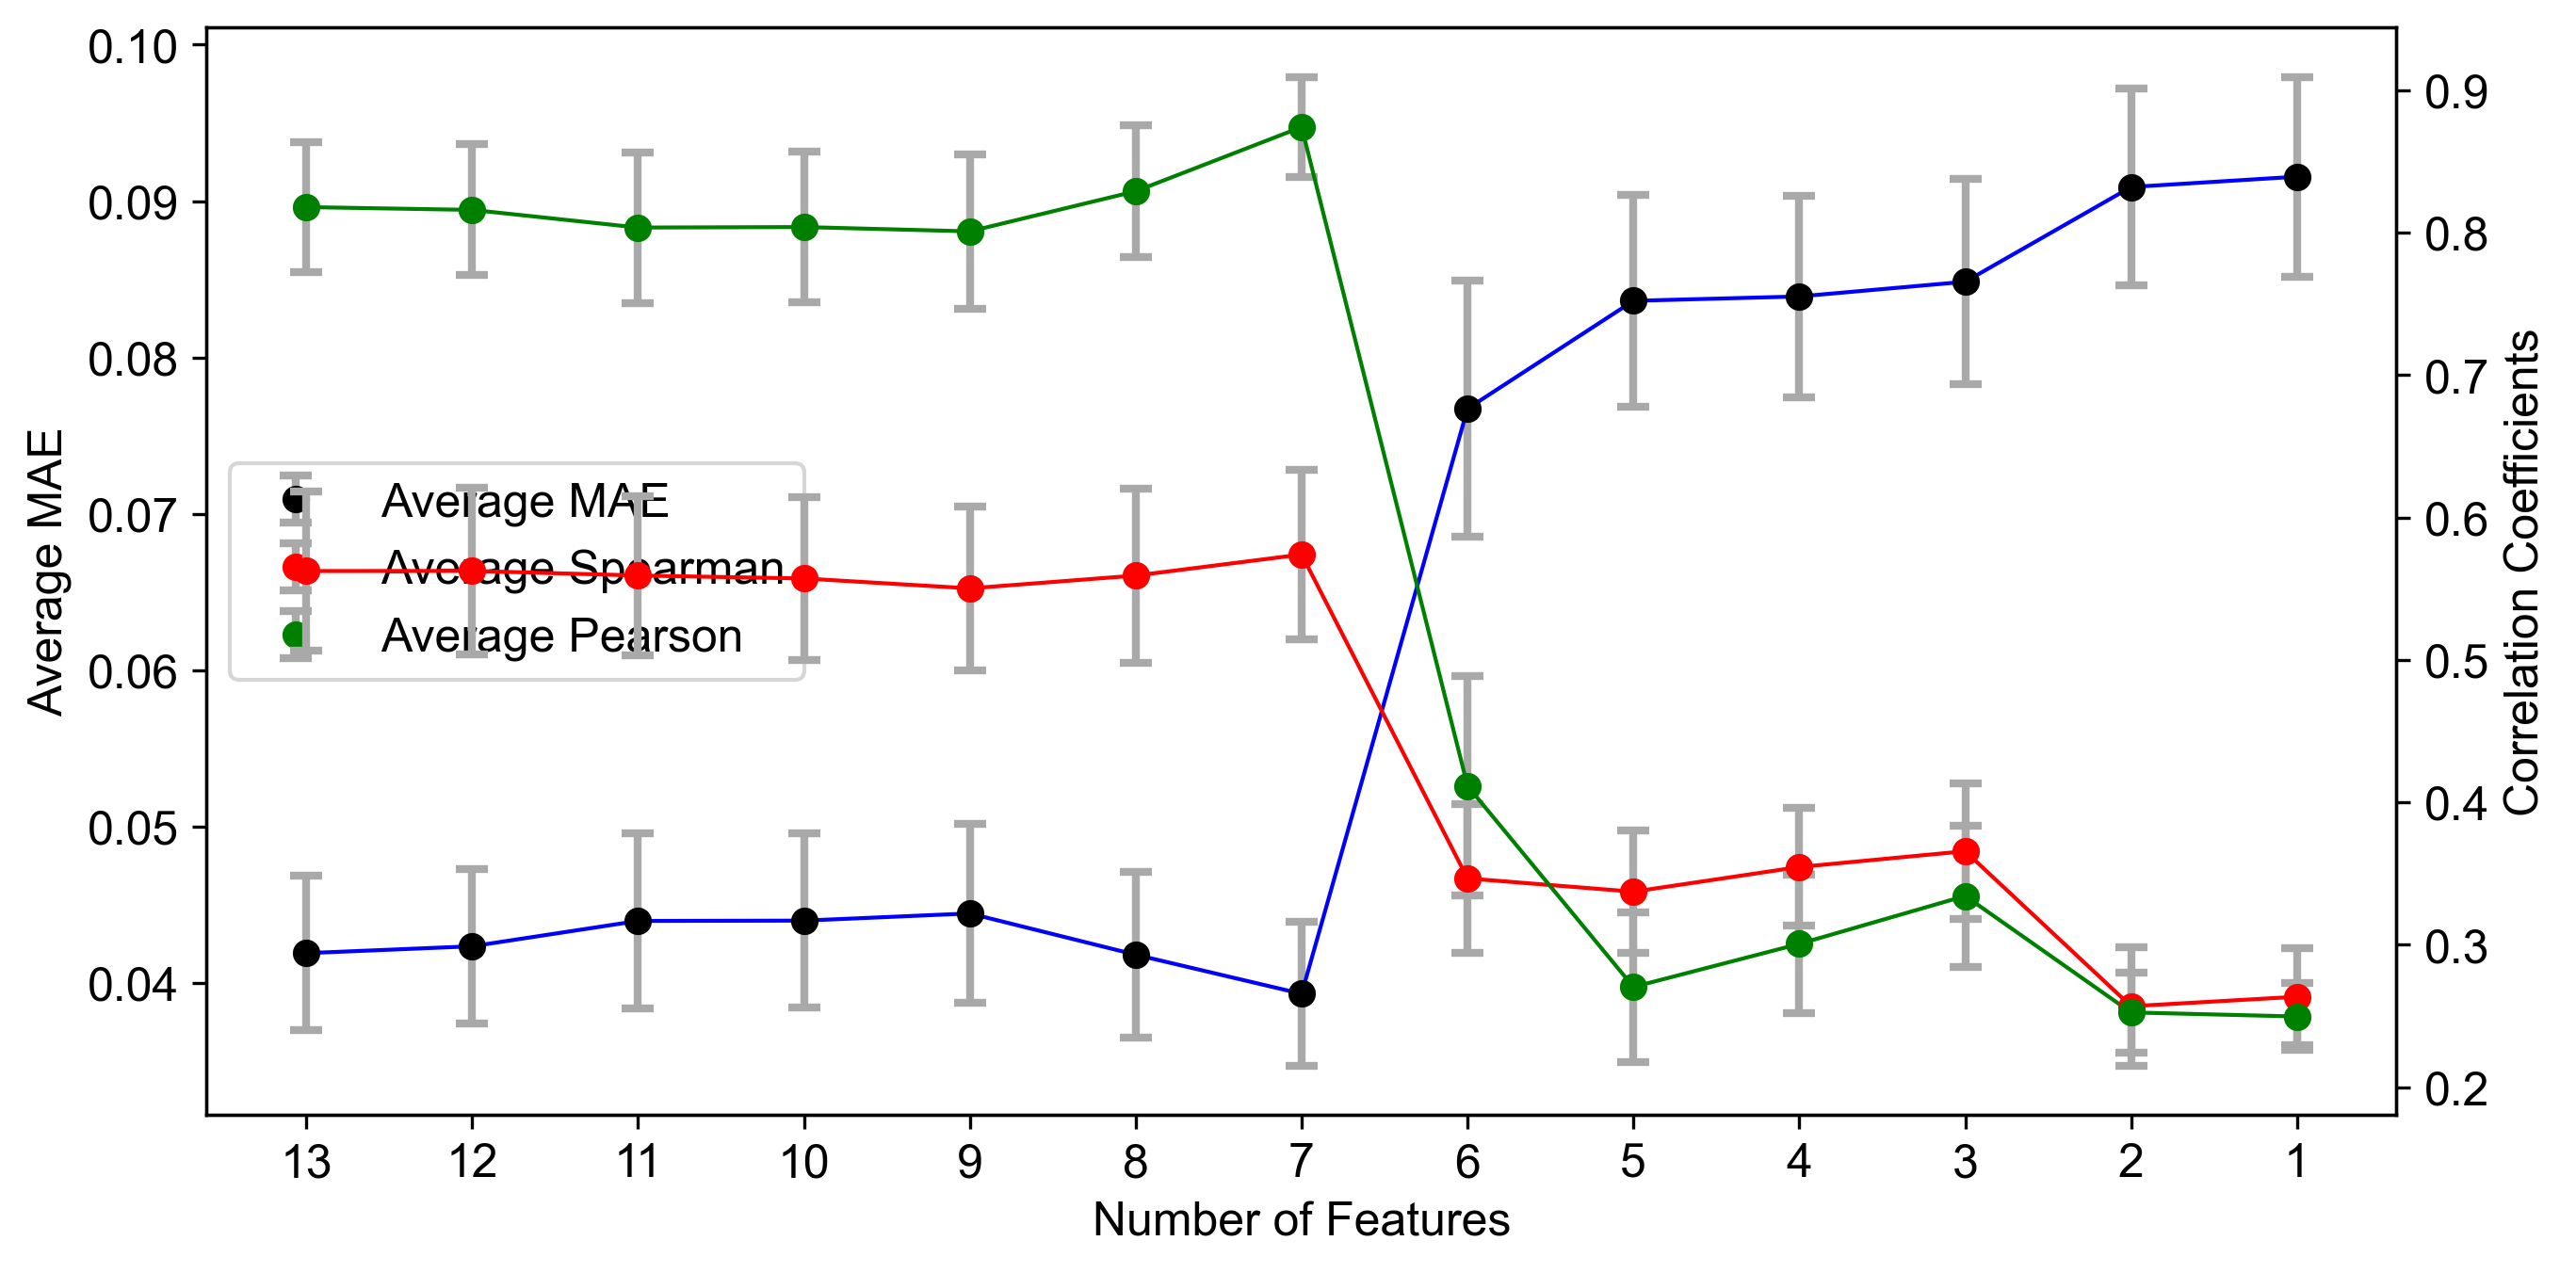 0.10
0.09
0.08
0.07
0.06
0.05
0.04
Average MAE
Average MAE
Average Spearman
Average Pearson
0.9
0.8
0.7
0.6
0.5
0.4
0.3
0.2
Correlation Coefficients
13 12 11 10 9 8 7 6 5 4 3 2 1
Number of Features